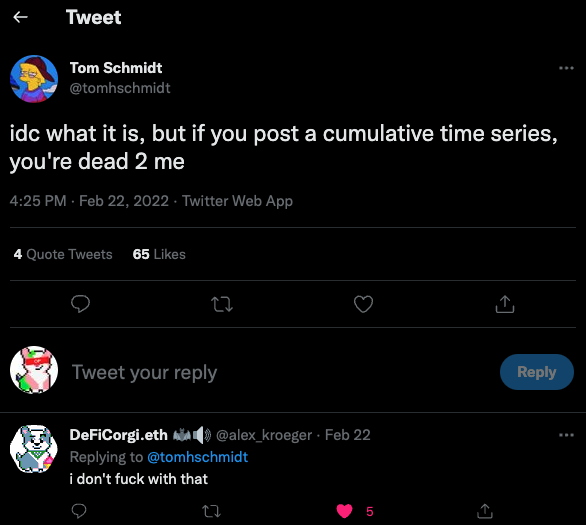 Tweet
Tom Schmidt
@tomhschmidt
idc what it is, but if you post a cumulative time series,
you're dead 2 me
4:25 PM · Feb 22, 2022 · Twitter Web App
4 Quote Tweets 65 Likes
Tweet your reply
Reply
DeFiCorgi.eth 🦇🔊 @alex_kroeger · Feb 22
Replying to @tomhschmidt
i don't fuck with that
5